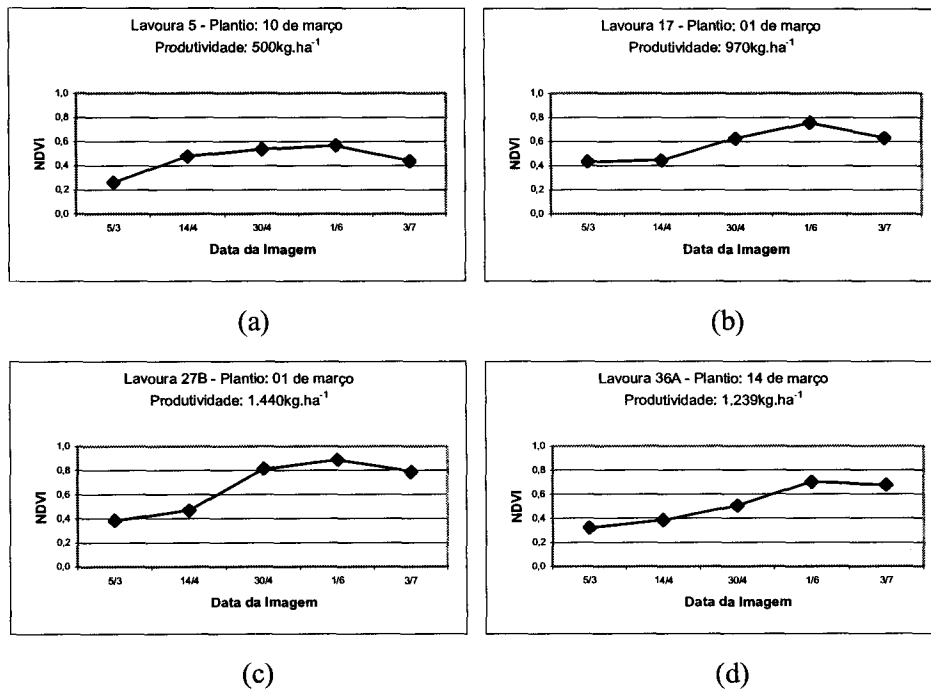 Lavoura 5 - Plantio: 10 de março
Produtividade: 500kg.ha⁻¹
1,0
0,8
0,6
0,4
0,2
0,0
NDVI
5/3 14/4 30/4 1/6 3/7
Data da Imagem
(a)
Lavoura 17 - Plantio: 01 de março
Produtividade: 970kg.ha⁻¹
1,0
0,8
0,6
0,4
0,2
0,0
NDVI
5/3 14/4 30/4 1/6 3/7
Data da Imagem
(b)
Lavoura 27B - Plantio: 01 de março
Produtividade: 1.440kg.ha⁻¹
1,0
0,8
0,6
0,4
0,2
0,0
NDVI
5/3 14/4 30/4 1/6 3/7
Data da Imagem
(c)
Lavoura 36A - Plantio: 14 de março
Produtividade: 1.239kg.ha⁻¹
1,0
0,8
0,6
0,4
0,2
0,0
NDVI
5/3 14/4 30/4 1/6 3/7
Data da Imagem
(d)